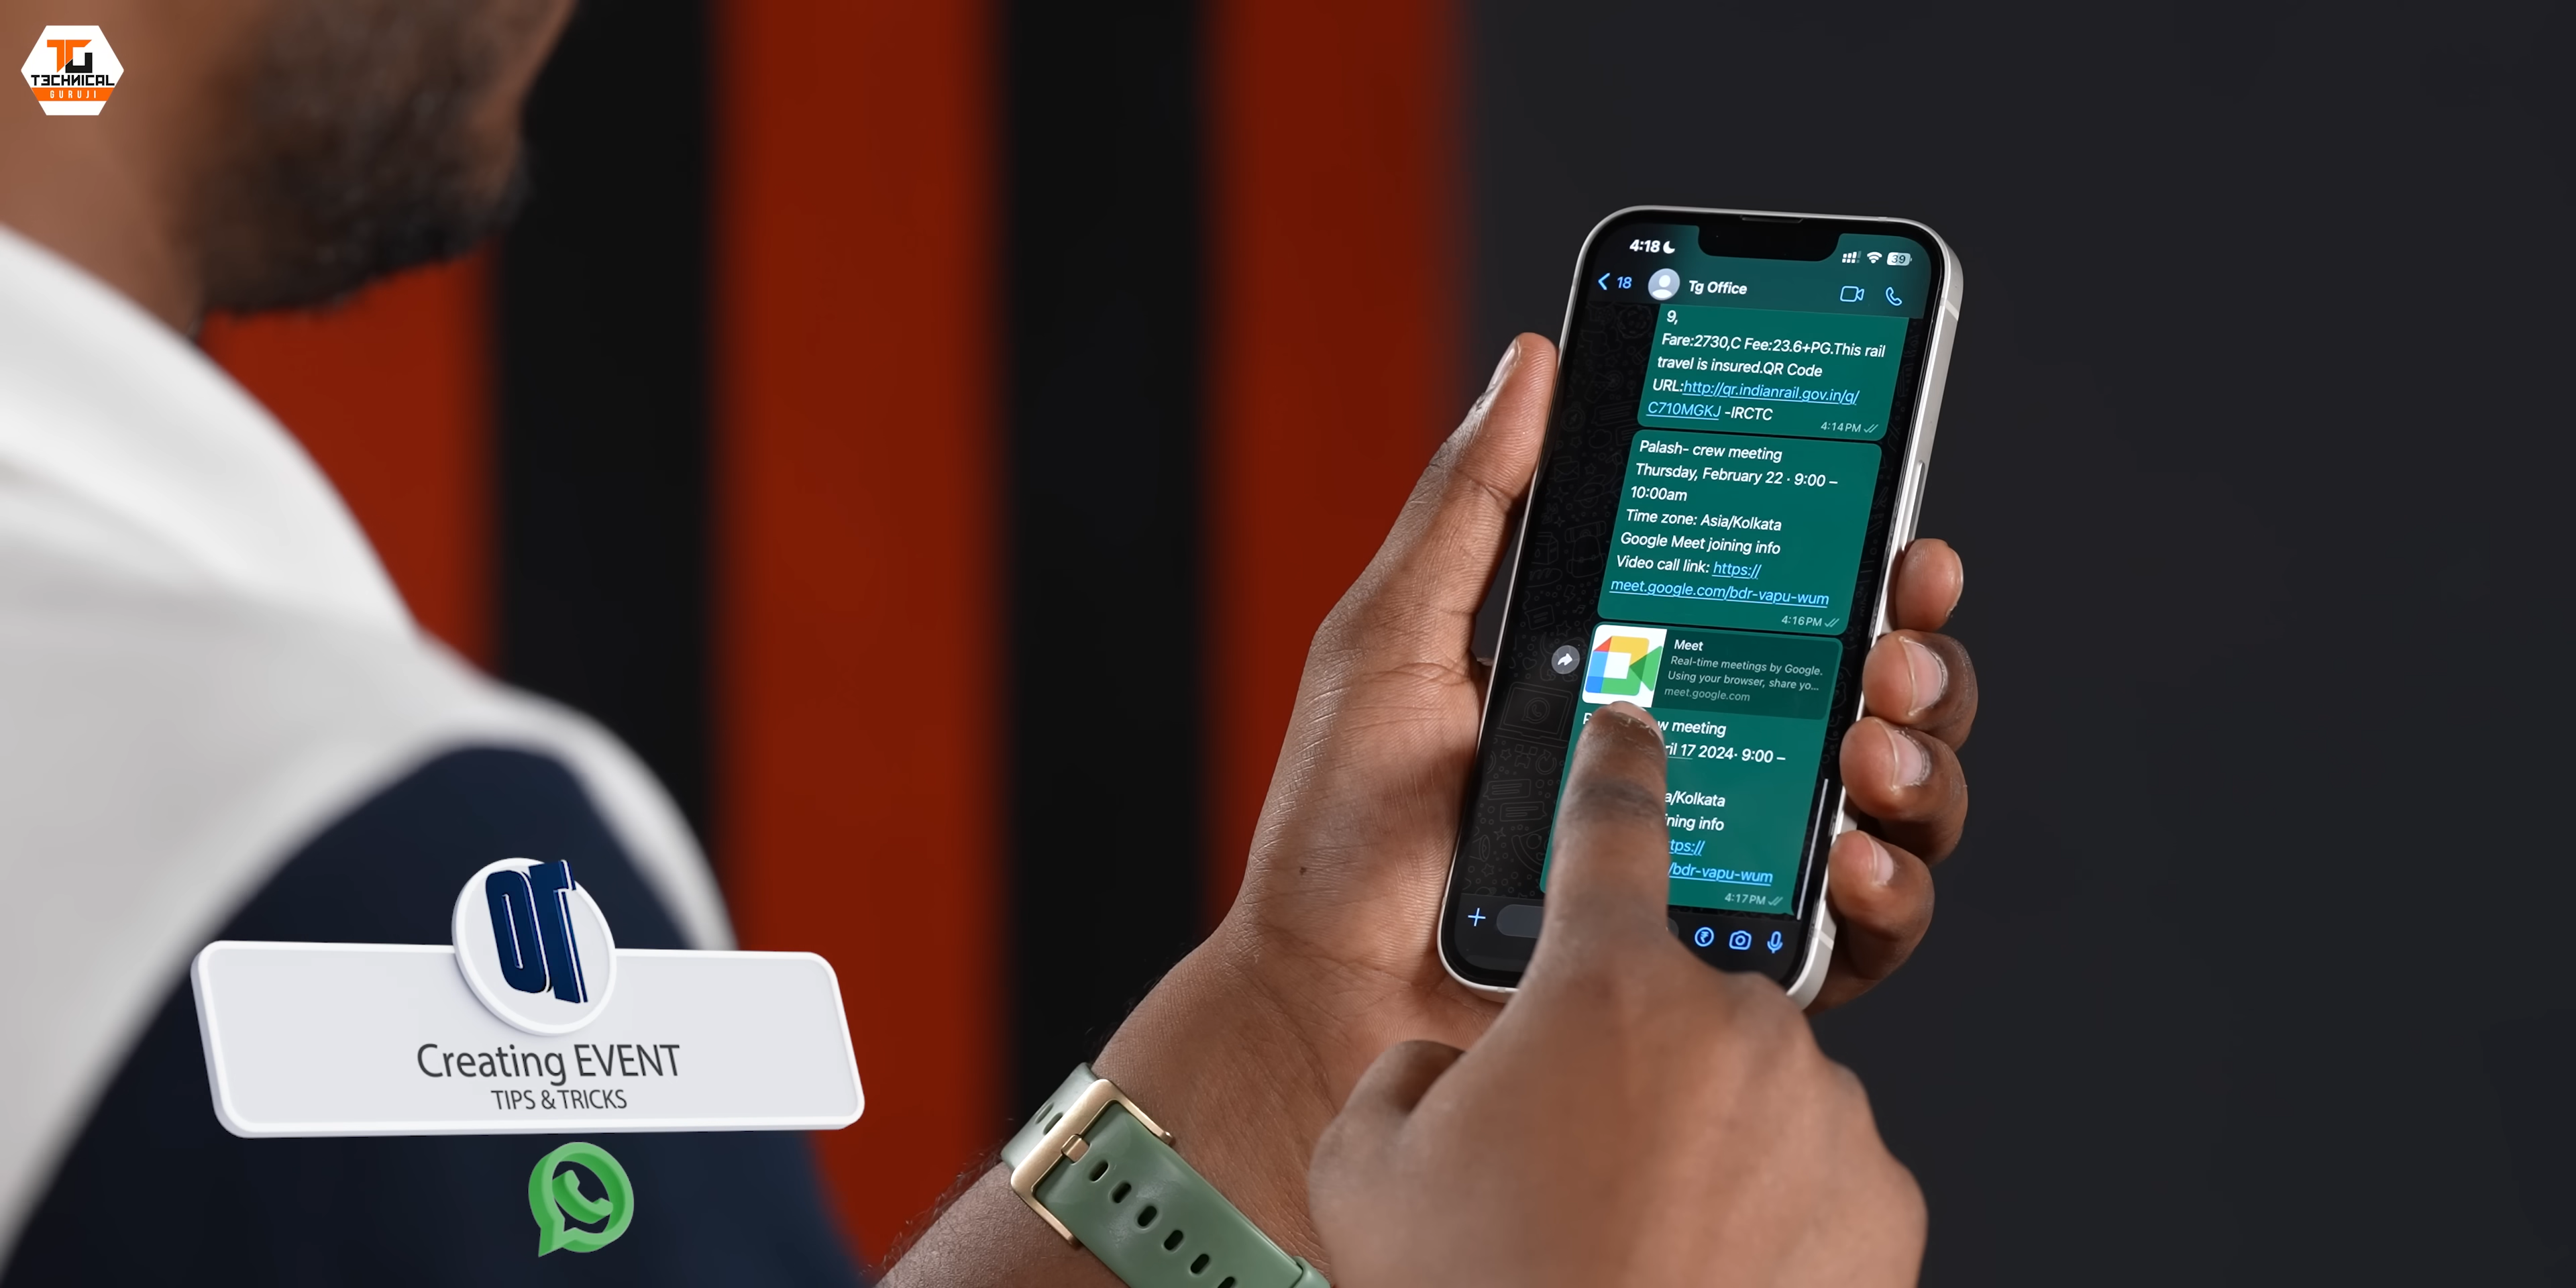 TG
TECHNICAL
GURUJI
4:18
39
18
Tg Office
9,
Fare:2730,C Fee:23.6+PG.This rail
travel is insured.QR Code
URL:http://qr.indianrail.gov.in/q/
C710MGKJ -IRCTC
4:14 PM
Palash- crew meeting
Thursday, February 22 · 9:00 –
10:00am
Time zone: Asia/Kolkata
Google Meet joining info
Video call link: https://
meet.google.com/bdr-vapu-wum
4:16 PM
Meet
Real-time meetings by Google.
Using your browser, share yo...
meet.google.com
meeting
17 2024· 9:00 –
/Kolkata
info
/bdr-vapu-wum
4:17 PM
OT
Creating EVENT
TIPS & TRICKS